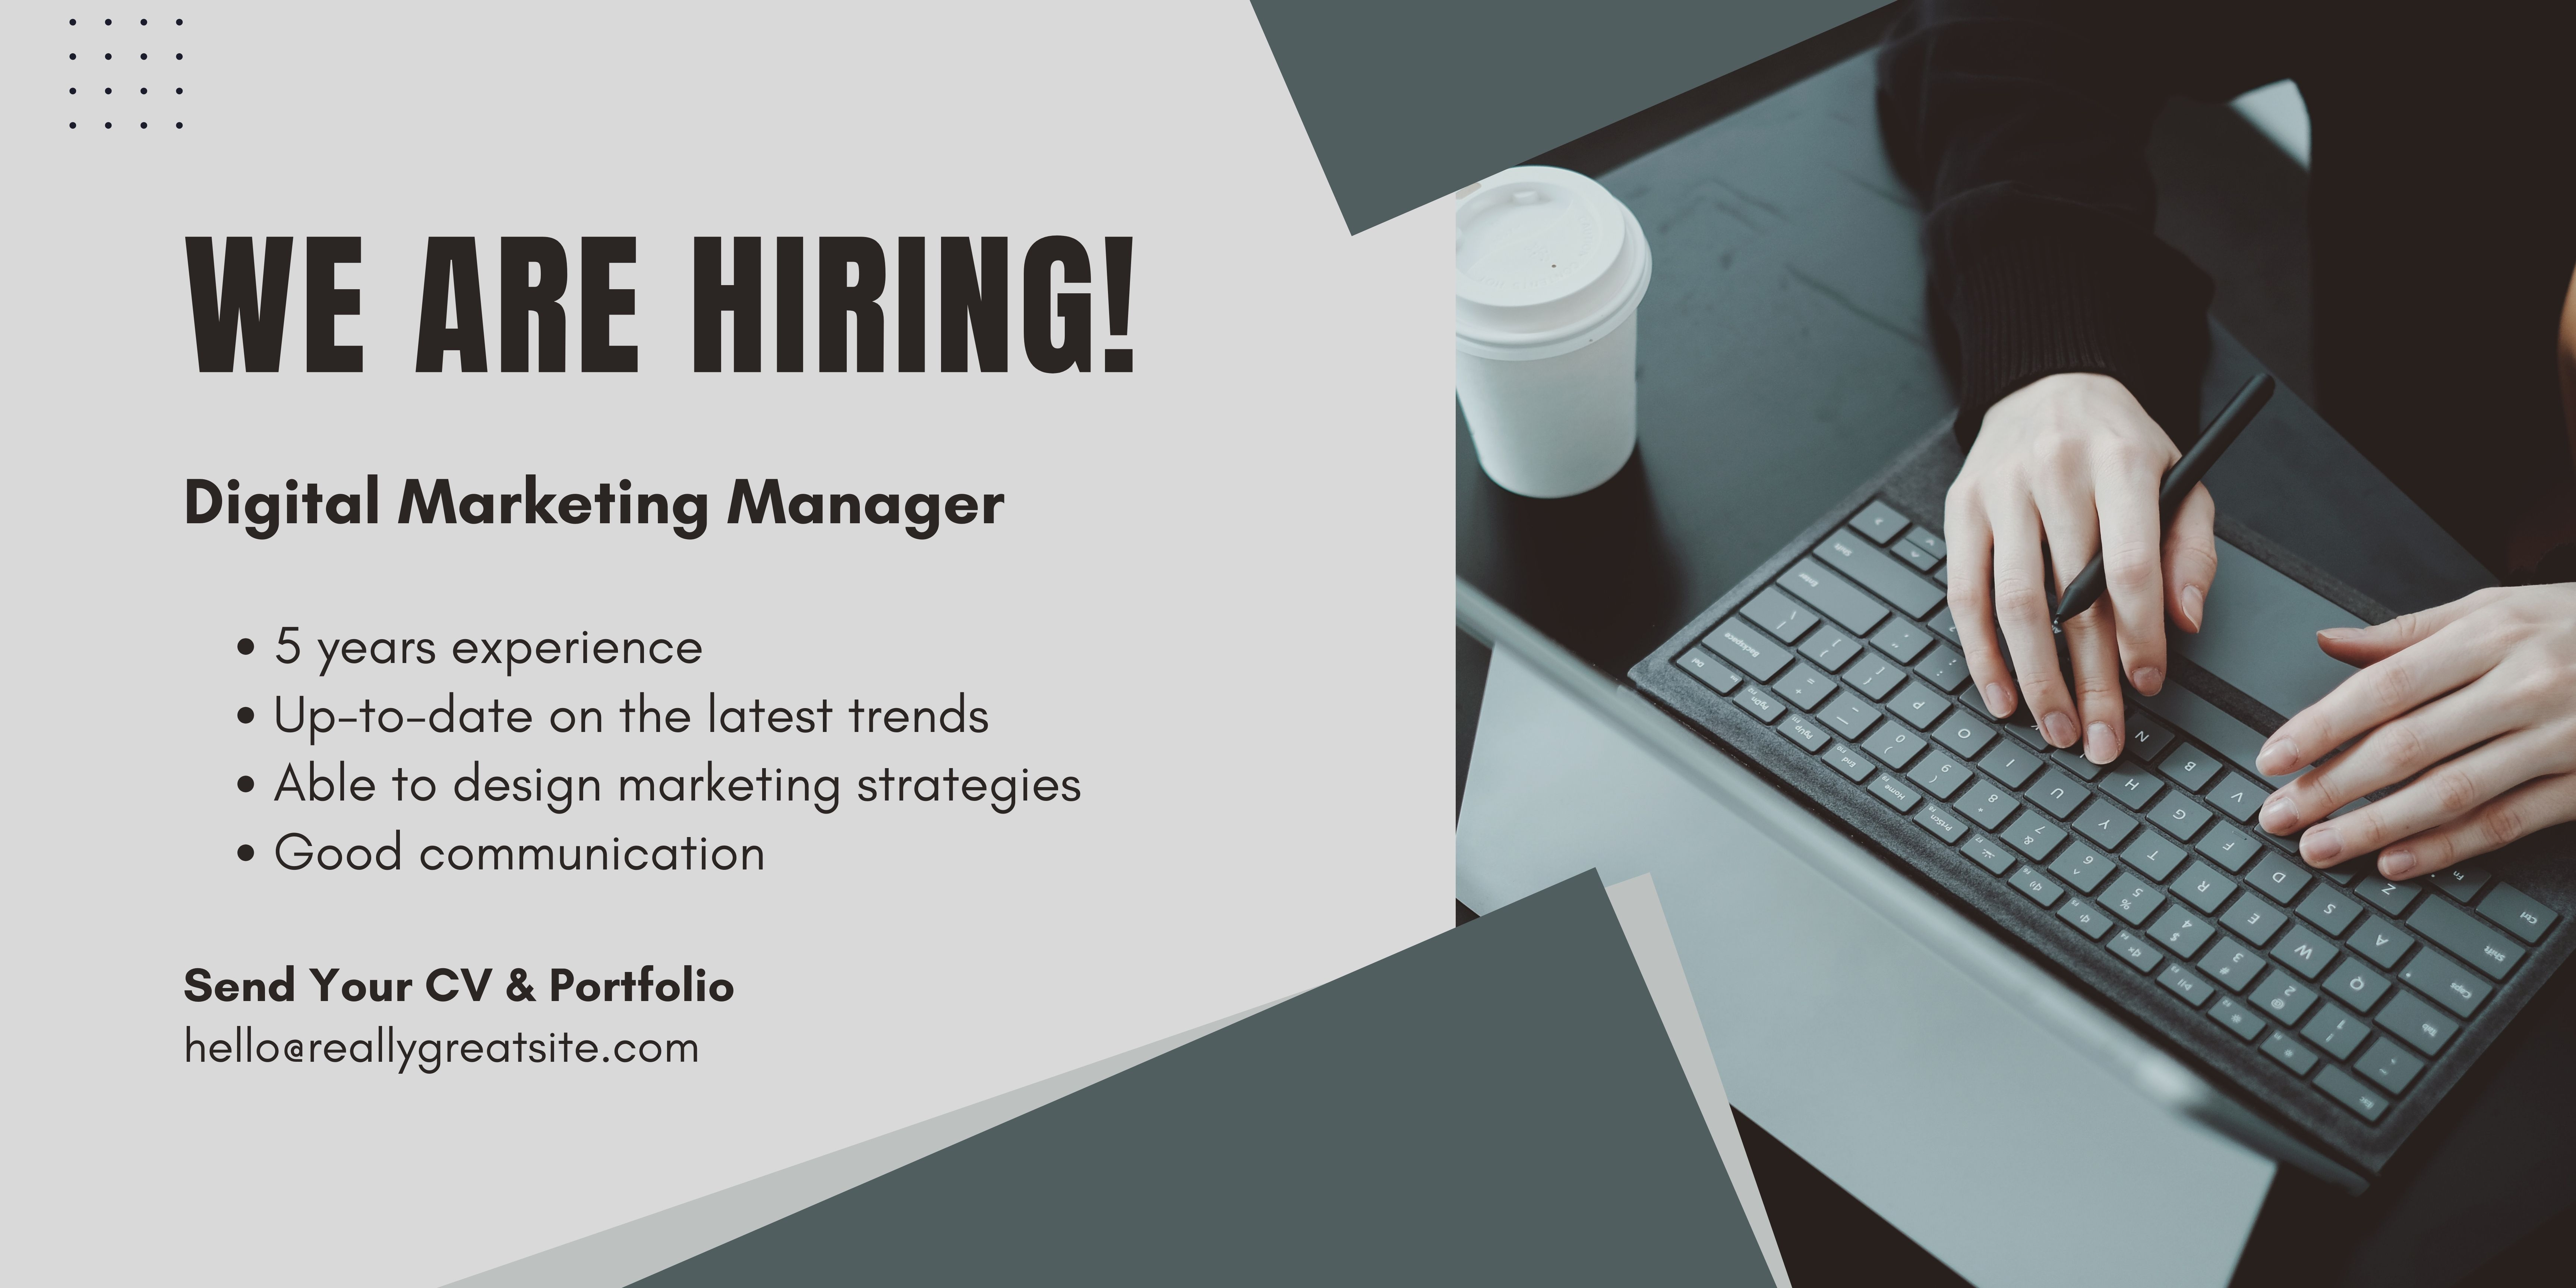 WE ARE HIRING!
Digital Marketing Manager
• 5 years experience
• Up-to-date on the latest trends
• Able to design marketing strategies
• Good communication
Send Your CV & Portfolio
hello@reallygreatsite.com